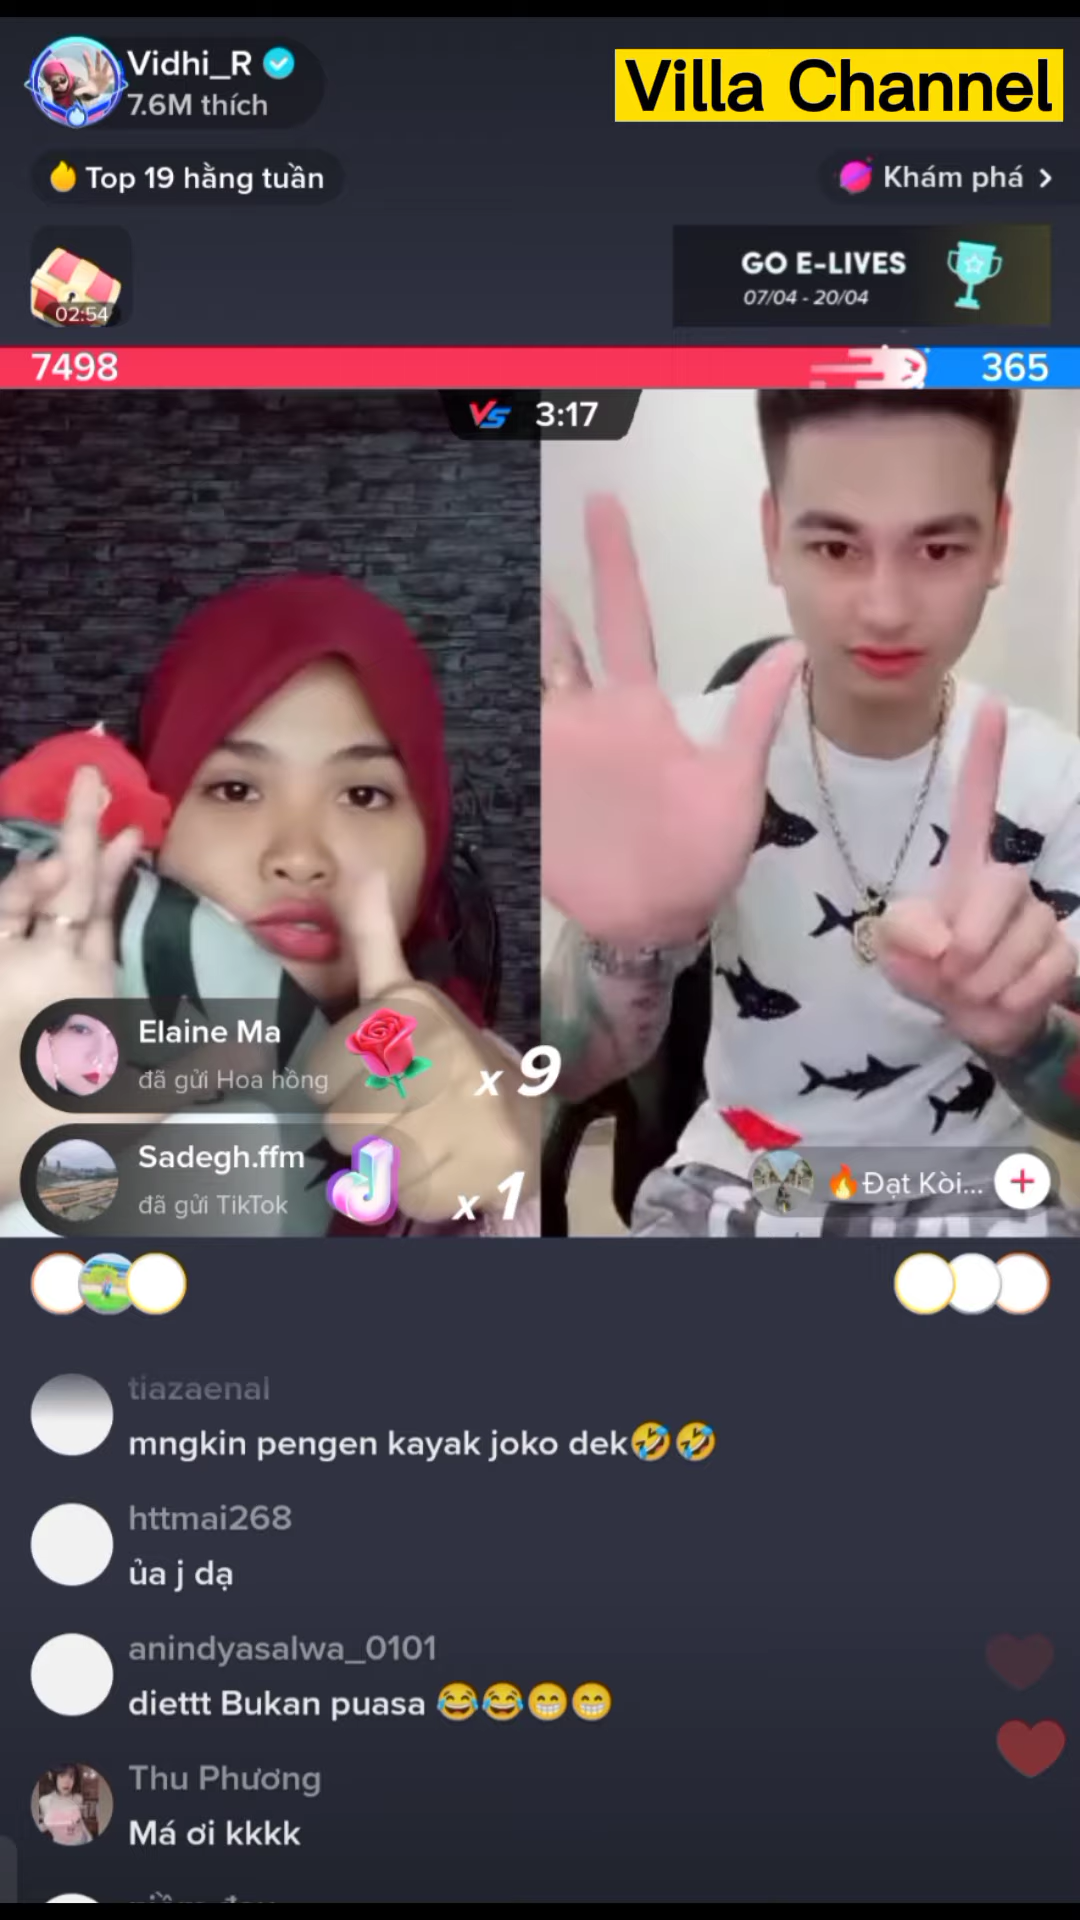 Vidhi_R
7.6M thích
Villa Channel
Top 19 hằng tuần
Khám phá
02:54
GO E-LIVES
07/04 - 20/04
7498
365
VS 3:17
Elaine Ma
đã gửi Hoa hồng
x 9
Sadegh.ffm
đã gửi TikTok
x 1
🔥Đạt Kòi...
tiazaenal
mngkin pengen kayak joko dek🤣🤣
httmai268
ủa j dạ
anindyasalwa_0101
diettt Bukan puasa 😂😂😁😁
Thu Phương
Má ơi kkkk